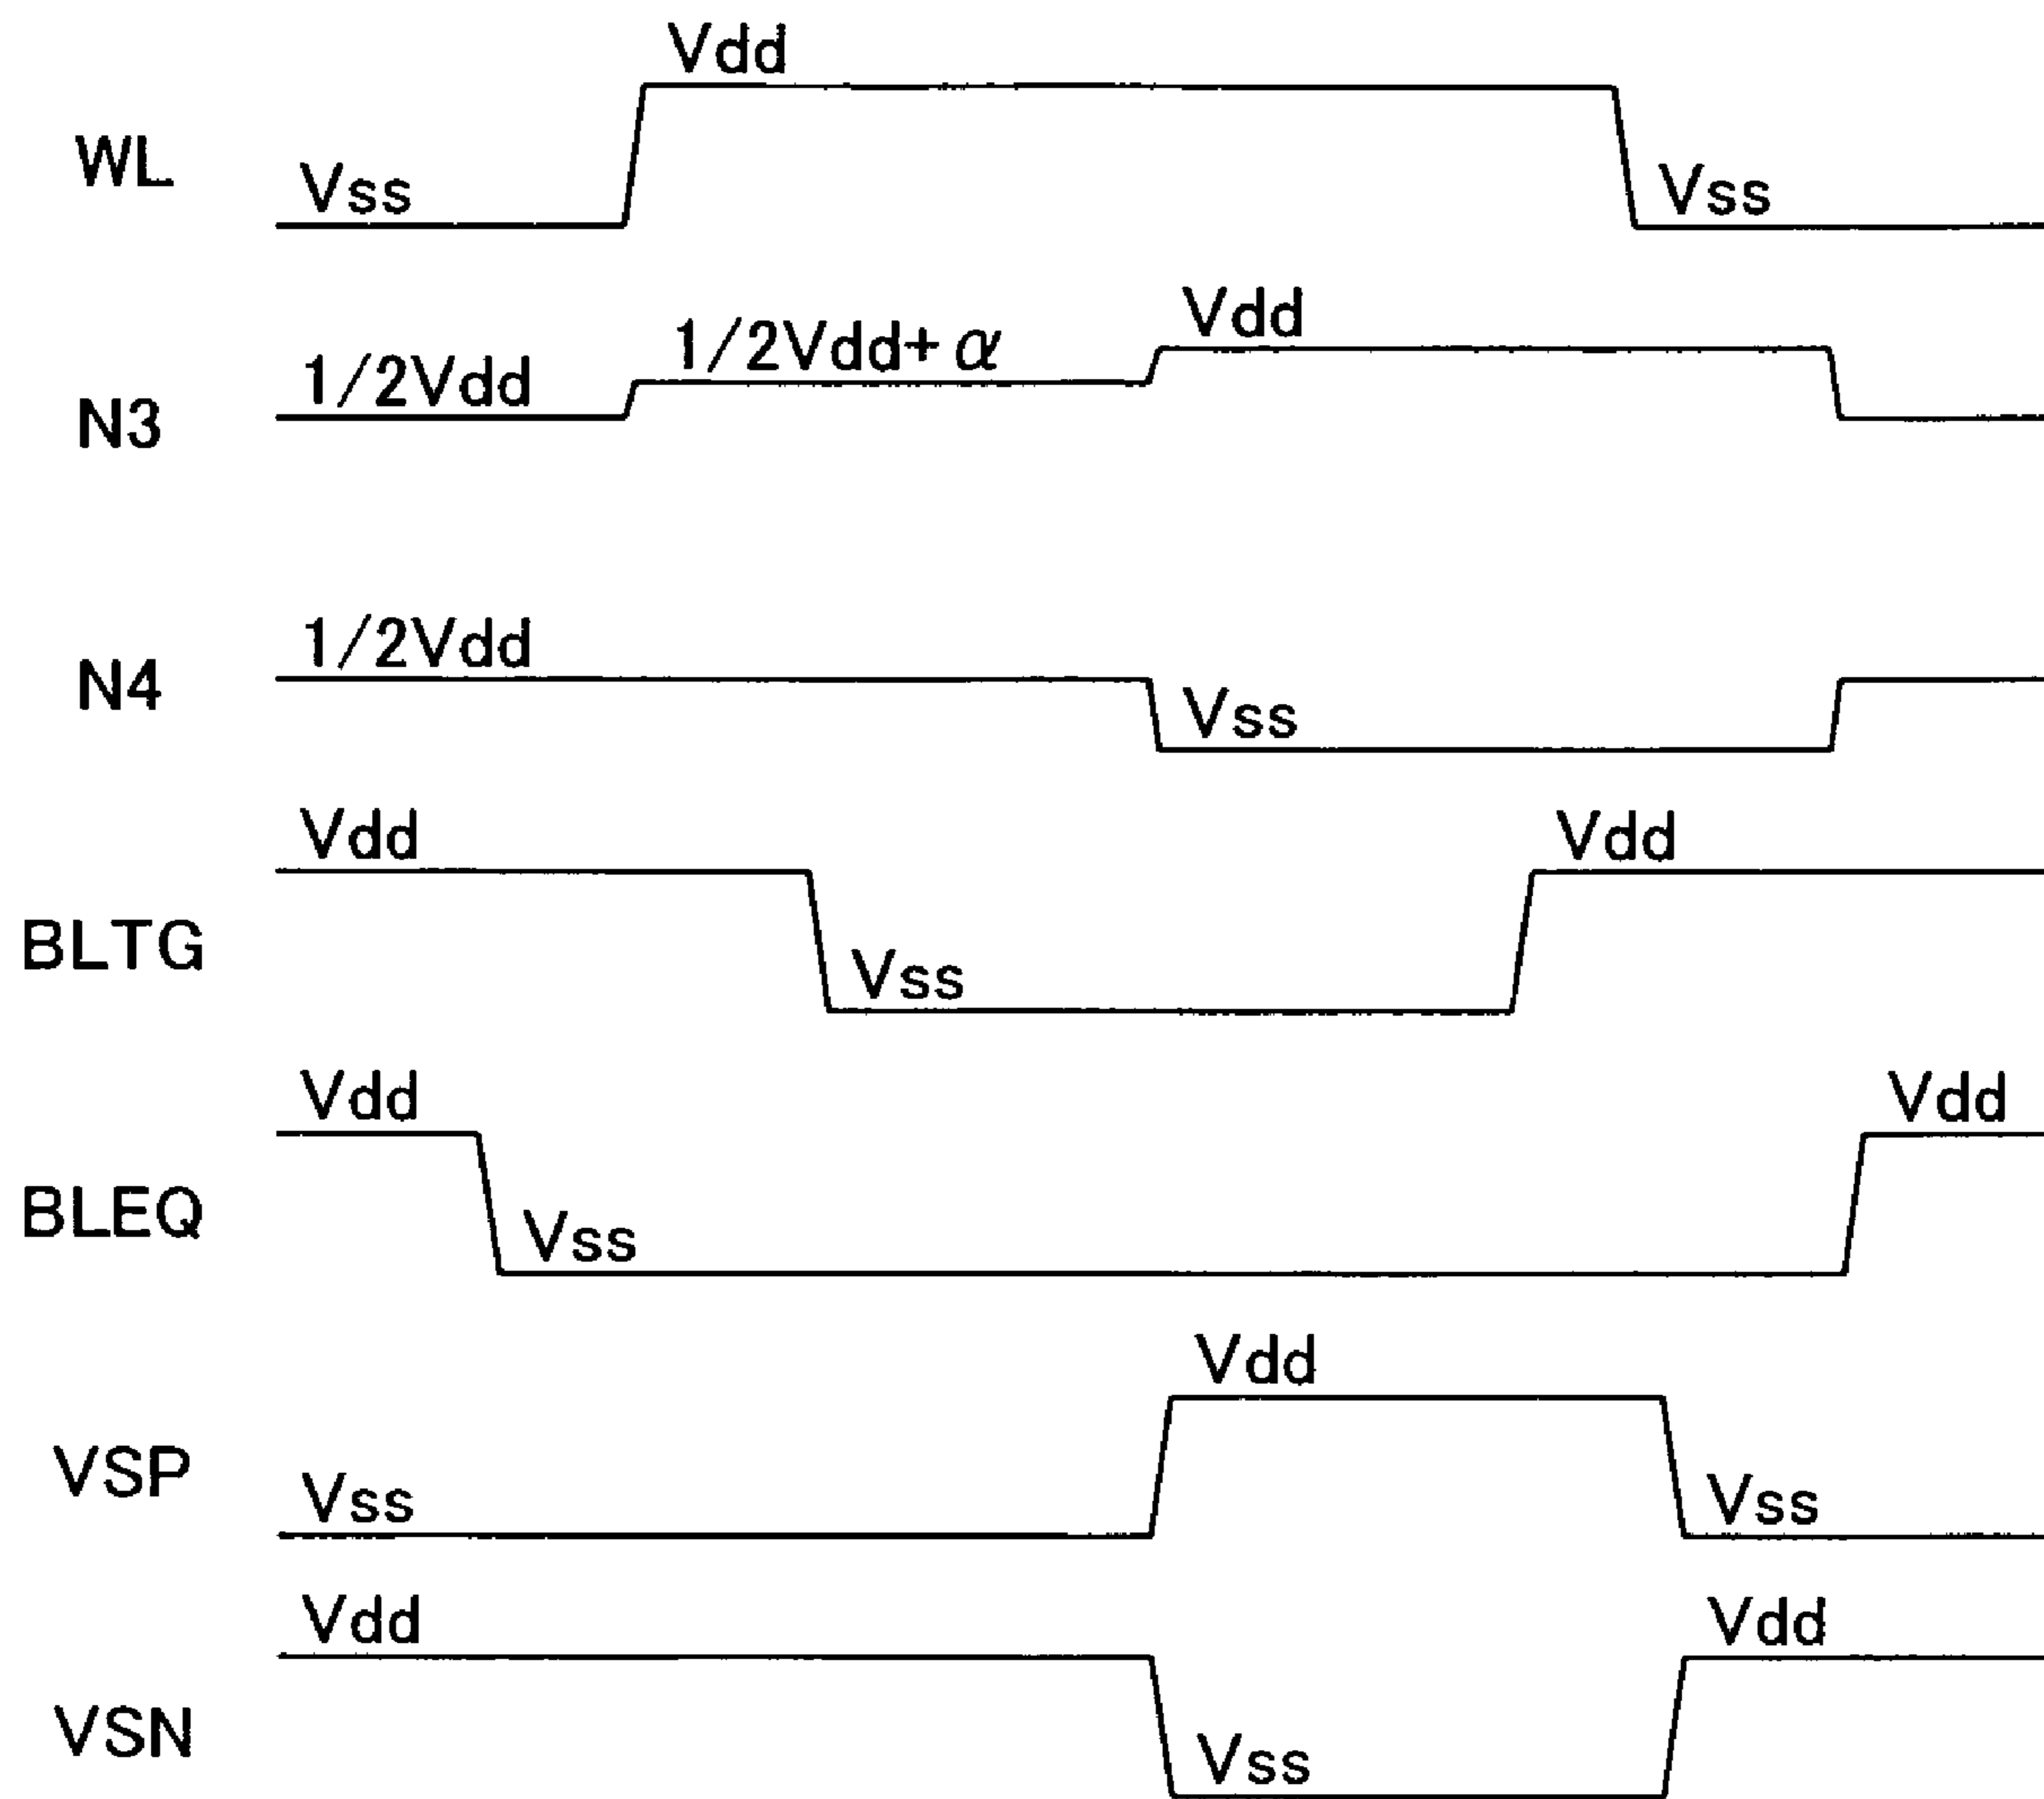 Vdd
WL
Vss
Vss
Vdd
1/2Vdd+α
1/2Vdd
N3
1/2Vdd
N4
Vss
Vdd
Vdd
BLTG
Vss
Vdd
Vdd
BLEQ
Vss
Vdd
VSP
Vss
Vss
Vdd
Vdd
VSN
Vss